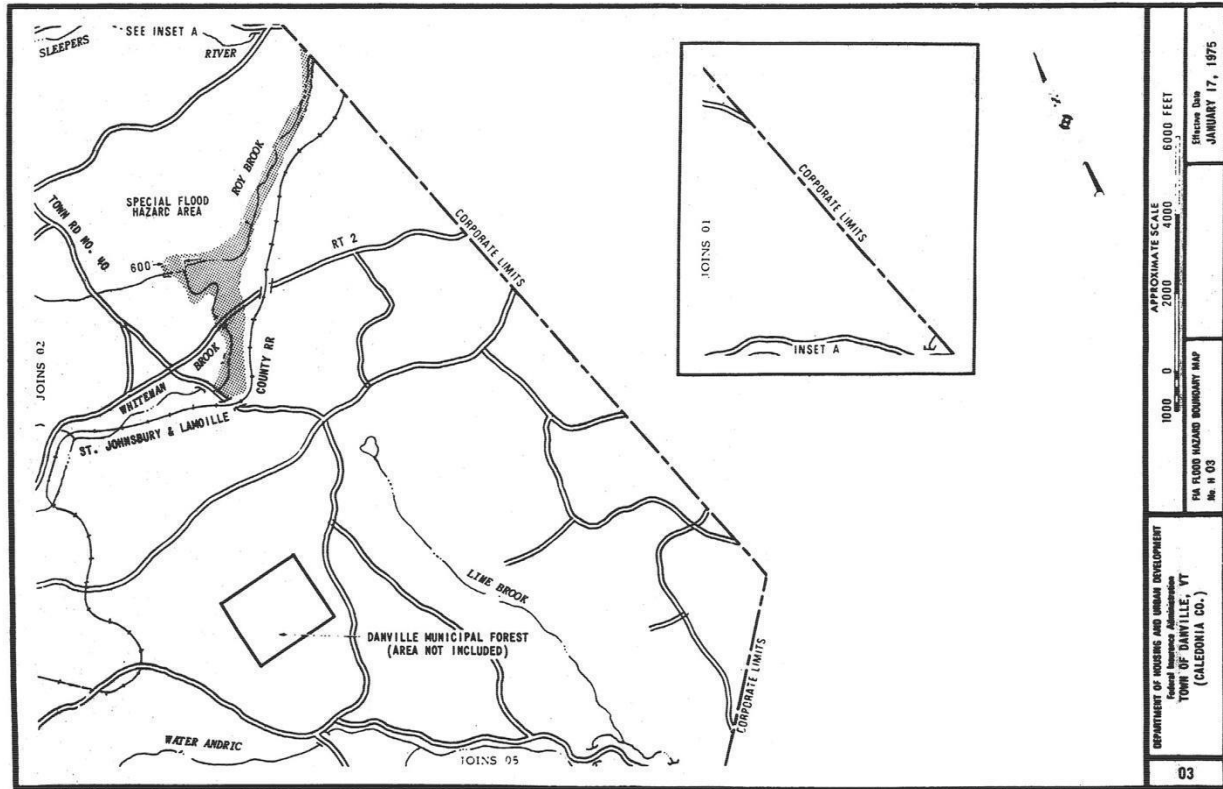 SLEEPERS
SEE INSET A
RIVER
ROY BROOK
SPECIAL FLOOD
HAZARD AREA
TOWN RD NO. 40
600
RT 2
CORPORATE LIMITS
JOINS 02
WHITEMAN BROOK
COUNTY RR
ST. JOHNSBURY & LAMOILLE
LIME BROOK
DANVILLE MUNICIPAL FOREST
(AREA NOT INCLUDED)
CORPORATE LIMITS
WATER ANDRIC
JOINS 05
JOINS 01
CORPORATE LIMITS
INSET A
N
APPROXIMATE SCALE
1000 0 2000 4000 6000 FEET
Effective Date
JANUARY 17, 1975
FIA FLOOD HAZARD BOUNDARY MAP
No. H 03
DEPARTMENT OF HOUSING AND URBAN DEVELOPMENT
Federal Insurance Administration
TOWN OF DANVILLE, VT
(CALEDONIA CO.)
03